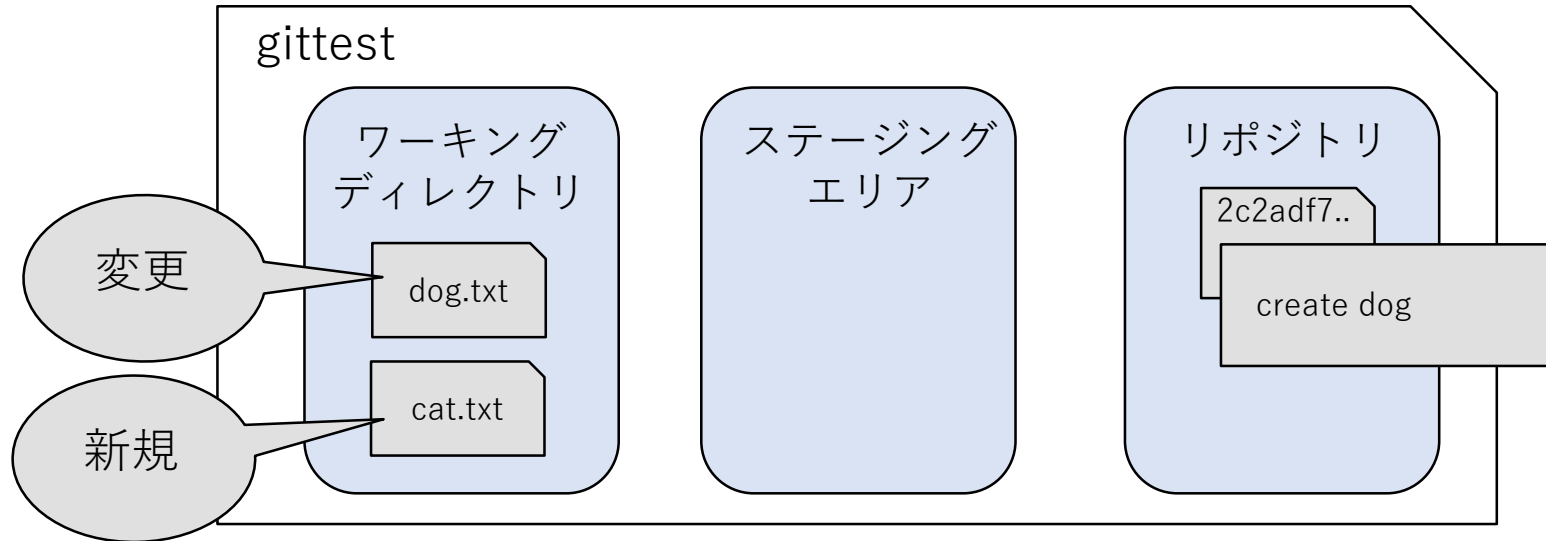 gittest
ワーキング
ディレクトリ
変更
dog.txt
新規
cat.txt
ステージング
エリア
リポジトリ
2c2adf7..
create dog